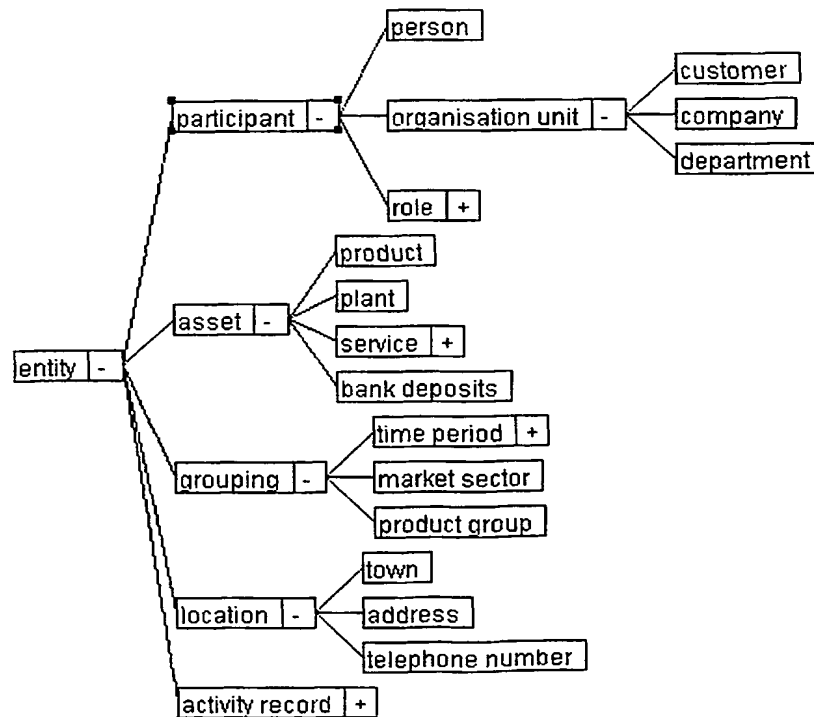 person
customer
participant -
organisation unit -
company
department
role +
product
plant
asset -
service +
entity -
bank deposits
time period +
grouping -
market sector
product group
town
location -
address
telephone number
activity record +